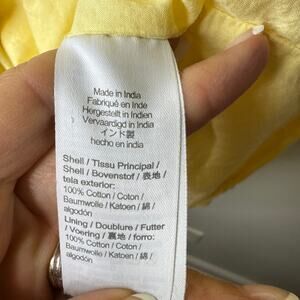 Made in India
Fabriqué en Inde
Hergestellt in Indien
Vervaardigd in India
インド製
hecho en india
Shell / Tissu Principal /
Shell / Bovenstof / 表地 /
tela exterior:
100% Cotton / Coton /
Baumwolle / Katoen / 綿 /
algodón
Lining / Doublure / Futter
/ Voering / 裏地 / forro:
100% Cotton / Coton /
Baumwolle / Katoen / 綿 /
algodón